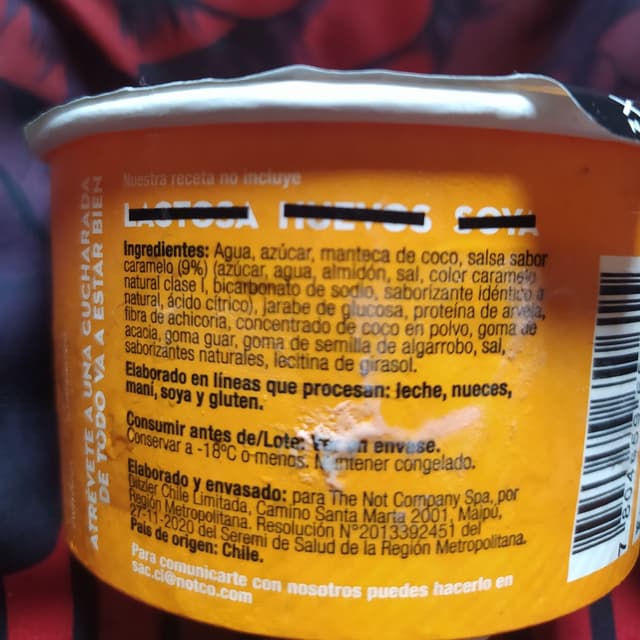 Nuestra receta no incluye
LACTOSA HUEVOS SOYA
Ingredientes: Agua, azúcar, manteca de coco, salsa sabor
caramelo (9%) (azúcar, agua, almidón, sal, color caramelo
natural clase I, bicarbonato de sodio, saborizante idéntico a
natural, ácido cítrico), jarabe de glucosa, proteína de arveja,
fibra de achicoria, concentrado de coco en polvo, goma de
acacia, goma guar, goma de semilla de algarrobo, sal,
saborizantes naturales, lecitina de girasol.
Elaborado en líneas que procesan: leche, nueces,
maní, soya y gluten.
Consumir antes de/Lote: Ver en envase.
Conservar a -18ºC o menos. Mantener congelado.
Elaborado y envasado: para The Not Company Spa, por
Dilizier Chile Limitada, Camino Santa Marta 2001, Maipú,
Región Metropolitana. Resolución N°2013392451 del
27-11-2020 del Seremi de Salud de la Región Metropolitana.
País de origen: Chile.
Para comunicarte con nosotros puedes hacerlo en
sac.cl@notco.com
ATRÉVETE A UNA CUCHARADA
DE TODO VA A ESTAR BIEN